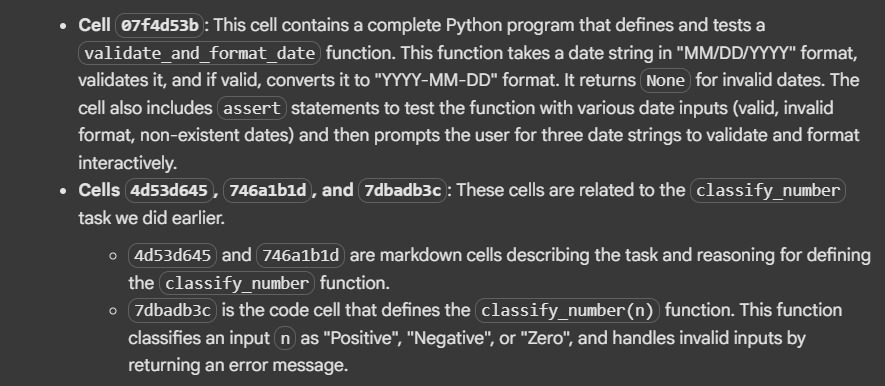 • Cell 07f4d53b: This cell contains a complete Python program that defines and tests a
validate_and_format_date function. This function takes a date string in "MM/DD/YYYY" format,
validates it, and if valid, converts it to "YYYY-MM-DD" format. It returns None for invalid dates. The
cell also includes assert statements to test the function with various date inputs (valid, invalid
format, non-existent dates) and then prompts the user for three date strings to validate and format
interactively.
• Cells 4d53d645, 746a1b1d, and 7dbadb3c: These cells are related to the classify_number
task we did earlier.
◦ 4d53d645 and 746a1b1d are markdown cells describing the task and reasoning for defining
the classify_number function.
◦ 7dbadb3c is the code cell that defines the classify_number(n) function. This function
classifies an input n as "Positive", "Negative", or "Zero", and handles invalid inputs by
returning an error message.